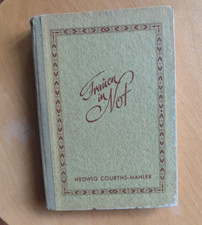 Frauen
in
Not
HEDWIG COURTHS-MAHLER